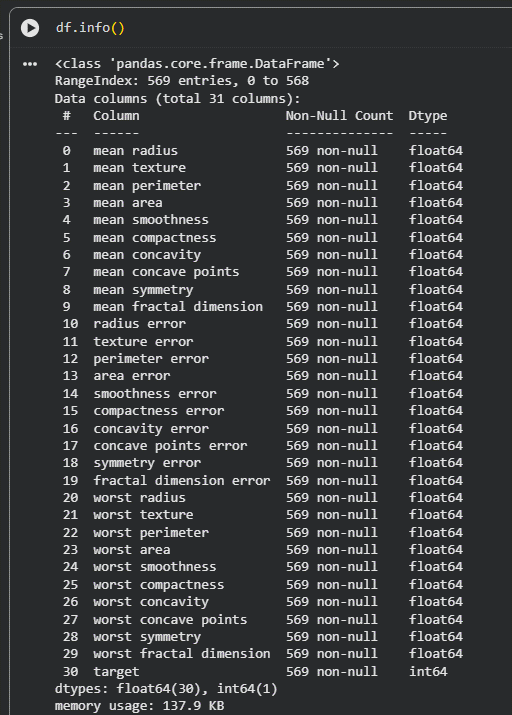 df.info()
<class 'pandas.core.frame.DataFrame'>
RangeIndex: 569 entries, 0 to 568
Data columns (total 31 columns):
 #   Column                   Non-Null Count  Dtype
---  ------                   --------------  -----
 0   mean radius              569 non-null    float64
 1   mean texture             569 non-null    float64
 2   mean perimeter           569 non-null    float64
 3   mean area                569 non-null    float64
 4   mean smoothness          569 non-null    float64
 5   mean compactness         569 non-null    float64
 6   mean concavity           569 non-null    float64
 7   mean concave points      569 non-null    float64
 8   mean symmetry            569 non-null    float64
 9   mean fractal dimension   569 non-null    float64
 10  radius error             569 non-null    float64
 11  texture error            569 non-null    float64
 12  perimeter error          569 non-null    float64
 13  area error               569 non-null    float64
 14  smoothness error         569 non-null    float64
 15  compactness error        569 non-null    float64
 16  concavity error          569 non-null    float64
 17  concave points error     569 non-null    float64
 18  symmetry error           569 non-null    float64
 19  fractal dimension error  569 non-null    float64
 20  worst radius             569 non-null    float64
 21  worst texture            569 non-null    float64
 22  worst perimeter          569 non-null    float64
 23  worst area               569 non-null    float64
 24  worst smoothness         569 non-null    float64
 25  worst compactness        569 non-null    float64
 26  worst concavity          569 non-null    float64
 27  worst concave points     569 non-null    float64
 28  worst symmetry           569 non-null    float64
 29  worst fractal dimension  569 non-null    float64
 30  target                   569 non-null    int64
dtypes: float64(30), int64(1)
memory usage: 137.9 KB